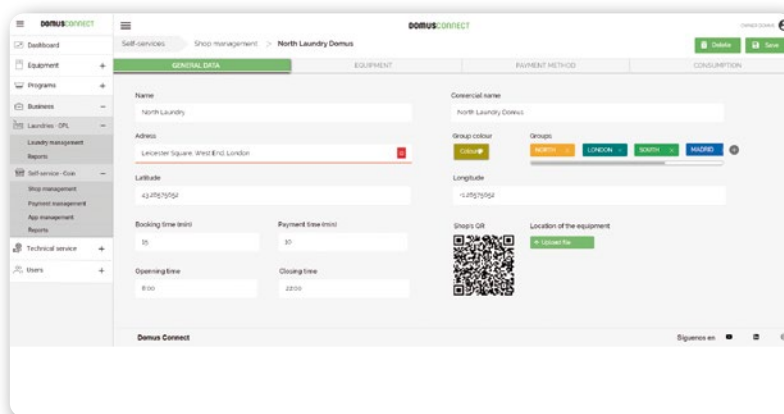 DOMUSCONNECT
DOMUSCONNECT
Dashboard
Equipment +
Programs +
Business –
Laundries - OPL –
Laundry management
Reports
Self-service -Coin –
Shop management
Payment management
App management
Reports
Technical service +
Users +
Self-services Shop management > North Laundry Domus
Delete Save
GENERAL DATA EQUIPMENT PAYMENT METHOD CONSUMPTION
Name
North Laundry
Comercial name
North Laundry Domus
Adress
Leicester Square, West End, London
Group colour
Colour
Groups
NORTH × LONDON × SOUTH × MADRID
Latitude
Longitude
Booking time (min)
15
Payment time (min)
10
Shop's QR
Location of the equipment
+ Upload file
Openning time
8:00
Closing time
22:00
Domus Connect
Síguenos en